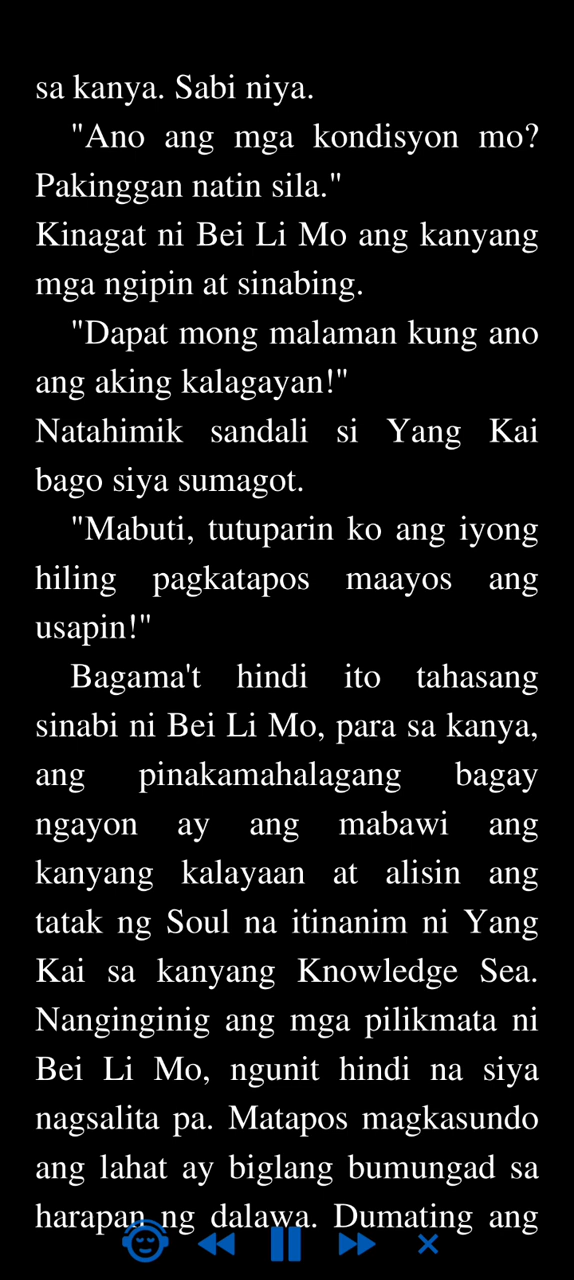 sa kanya. Sabi niya.
"Ano ang mga kondisyon mo?
Pakinggan natin sila."
Kinagat ni Bei Li Mo ang kanyang
mga ngipin at sinabing.
"Dapat mong malaman kung ano
ang aking kalagayan!"
Natahimik sandali si Yang Kai
bago siya sumagot.
"Mabuti, tutuparin ko ang iyong
hiling pagkatapos maayos ang
usapin!"
Bagama't hindi ito tahasang
sinabi ni Bei Li Mo, para sa kanya,
ang pinakamahalagang bagay
ngayon ay ang mabawi ang
kanyang kalayaan at alisin ang
tatak ng Soul na itinanim ni Yang
Kai sa kanyang Knowledge Sea.
Nanginginig ang mga pilikmata ni
Bei Li Mo, ngunit hindi na siya
nagsalita pa. Matapos magkasundo
ang lahat ay biglang bumungad sa
harapan ng dalawa. Dumating ang